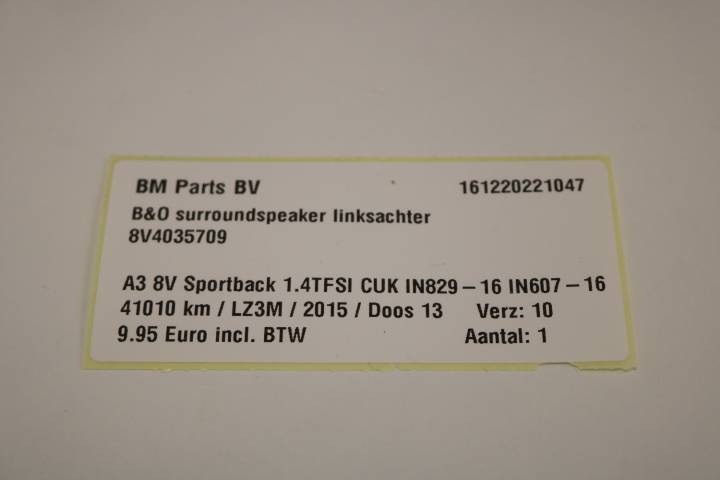 BM Parts BV 161220221047
B&O surroundspeaker linksachter
8V4035709
A3 8V Sportback 1.4TFSI CUK IN829-16 IN607-16
41010 km / LZ3M / 2015 / Doos 13 Verz: 10
9.95 Euro incl. BTW Aantal: 1